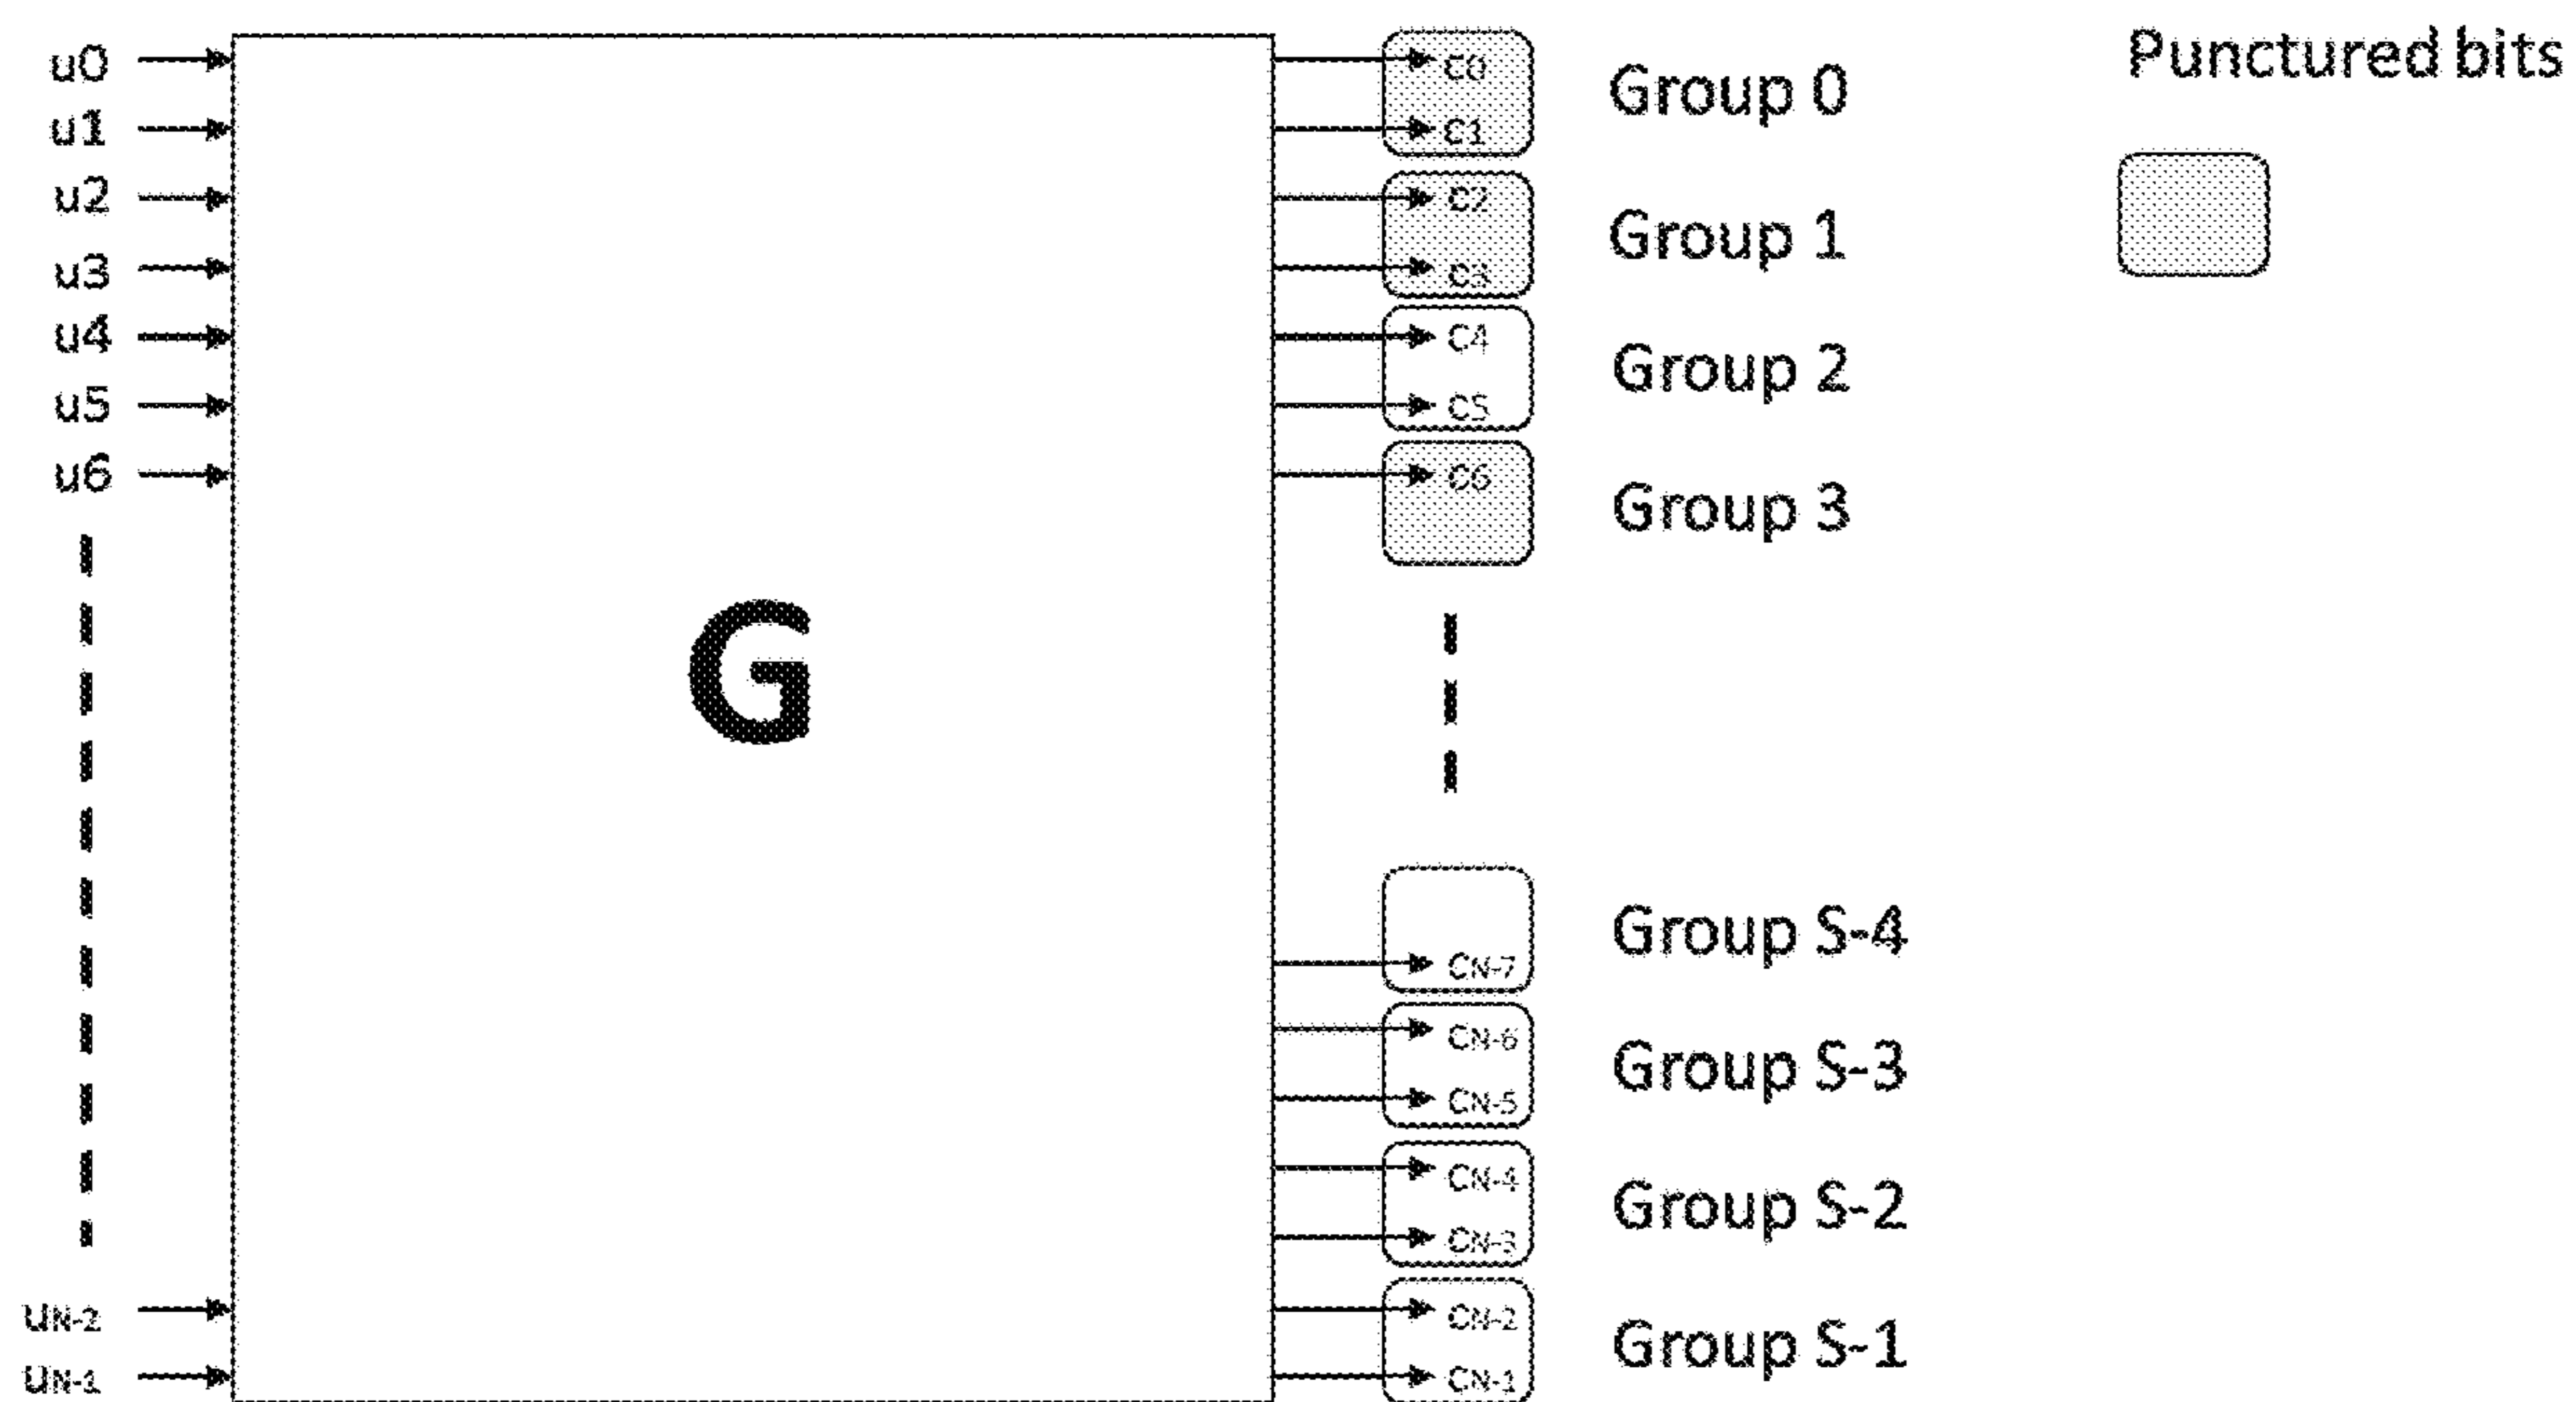 u0
u1
u2
u3
u4
u5
u6
uN-2
uN-1
G
C0
C1
C2
C3
C4
C5
C6
CN-7
CN-6
CN-5
CN-4
CN-3
CN-2
CN-1
Group 0
Group 1
Group 2
Group 3
Group S-4
Group S-3
Group S-2
Group S-1
Punctured bits